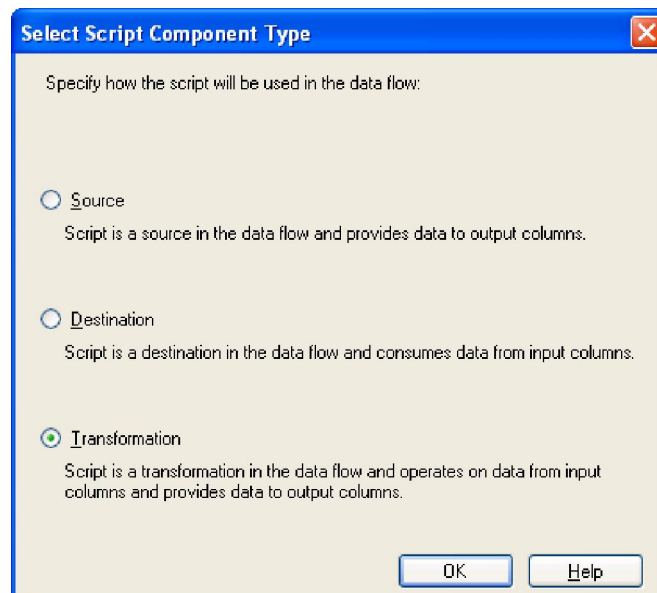 Select Script Component Type
Specify how the script will be used in the data flow:
Source
Script is a source in the data flow and provides data to output columns.
Destination
Script is a destination in the data flow and consumes data from input columns.
Transformation
Script is a transformation in the data flow and operates on data from input
columns and provides data to output columns.
OK
Help